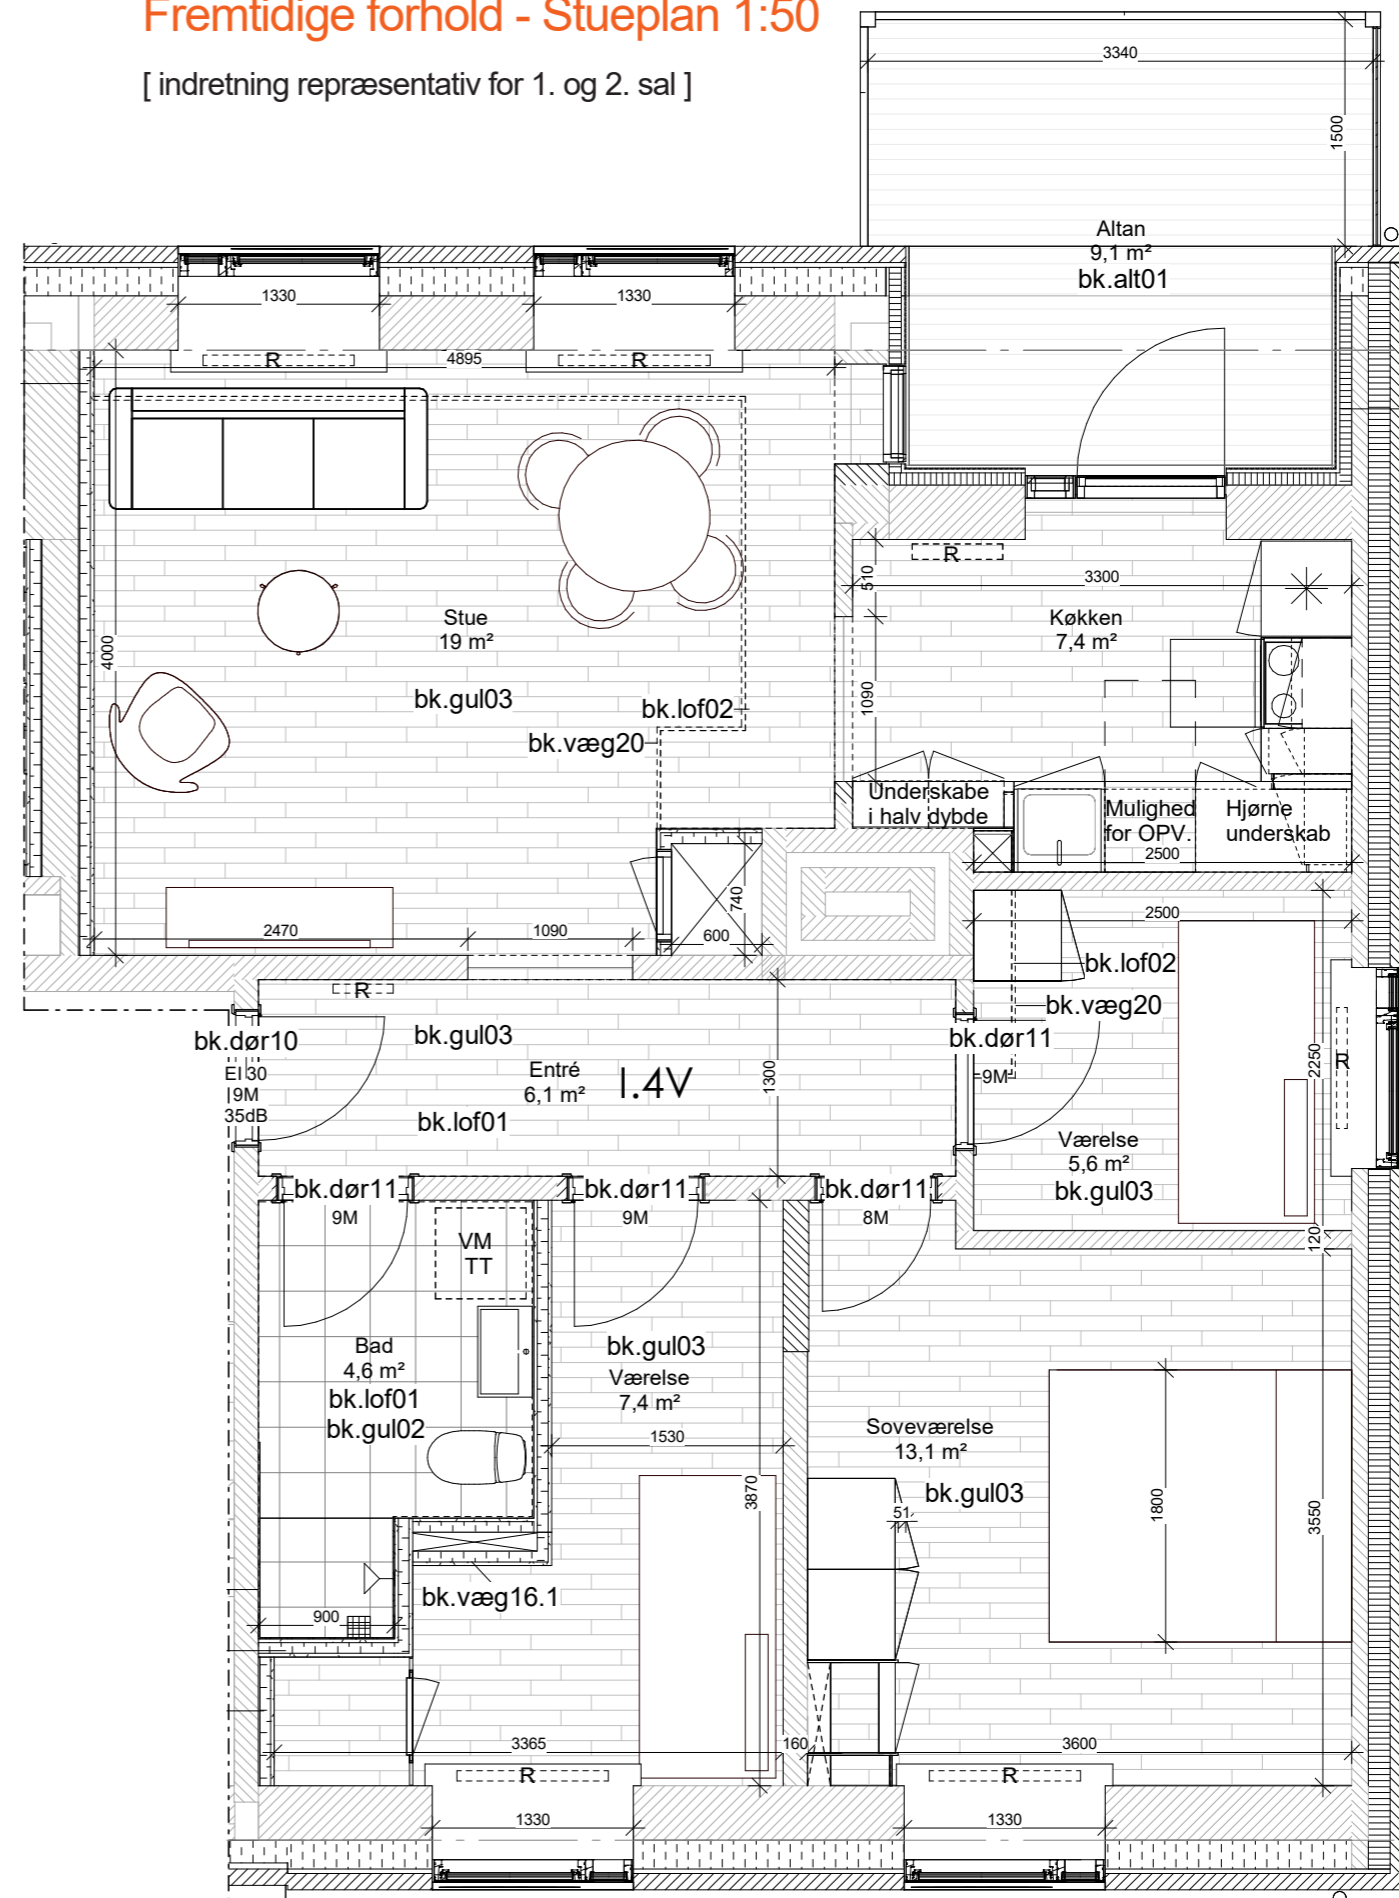 Fremtidige forhold - Stueplan 1:50
[ indretning repræsentativ for 1. og 2. sal ]
3340
1500
Altan
9,1 m²
bk.alt01
1330
1330
R
4895
R
R
510
3300
Stue
19 m²
Køkken
7,4 m²
4000
bk.gul03
bk.lof02
1090
bk.væg20
Underskabe
i halv dybde
Mulighed
for OPV.
Hjørne
underskab
2500
740
2470
1090
600
2500
bk.lof02
R
bk.væg20
bk.dør10
bk.gul03
bk.dør11
EI 30
9M
35dB
Entré
6,1 m²
1.4V
1300
9M
2250
R
bk.lof01
Værelse
5,6 m²
bk.gul03
bk.dør11
9M
bk.dør11
9M
bk.dør11
8M
120
VM
TT
Bad
4,6 m²
bk.lof01
bk.gul02
bk.gul03
Værelse
7,4 m²
1530
Soveværelse
13,1 m²
bk.gul03
3870
51
1800
3550
bk.væg16.1
900
3365
160
3600
R
R
1330
1330